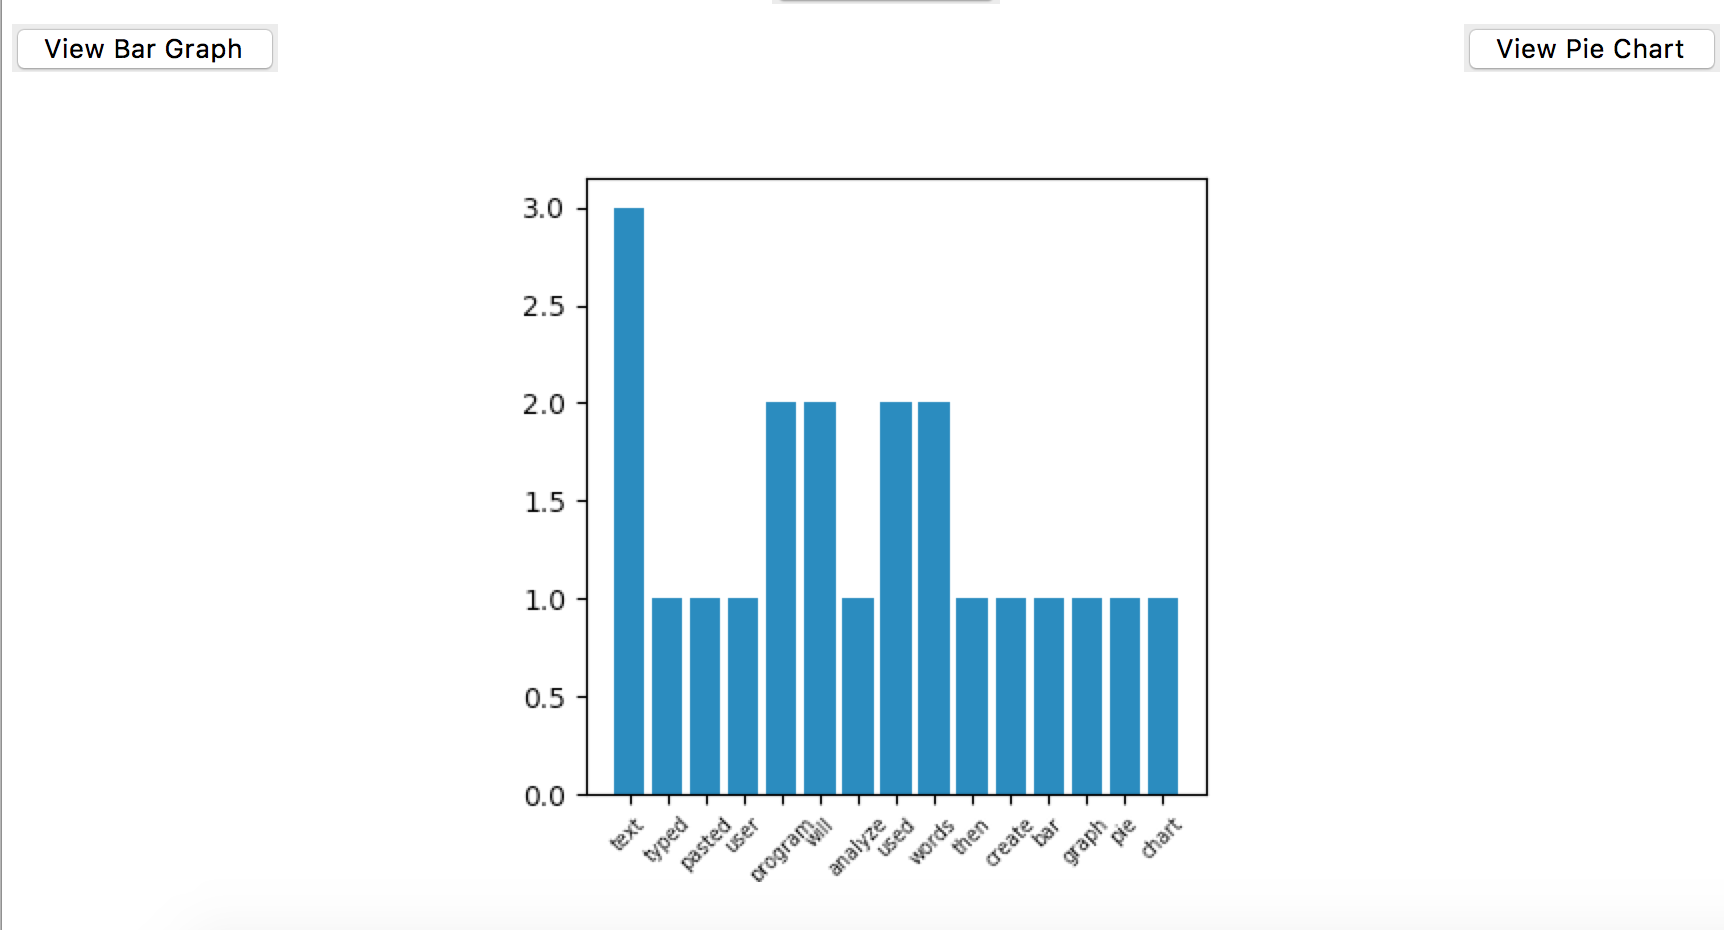 View Bar Graph
View Pie Chart
3.0
2.5
2.0
1.5
1.0
0.5
0.0
text typed pasted user program will analyze used words then create bar graph pie chart